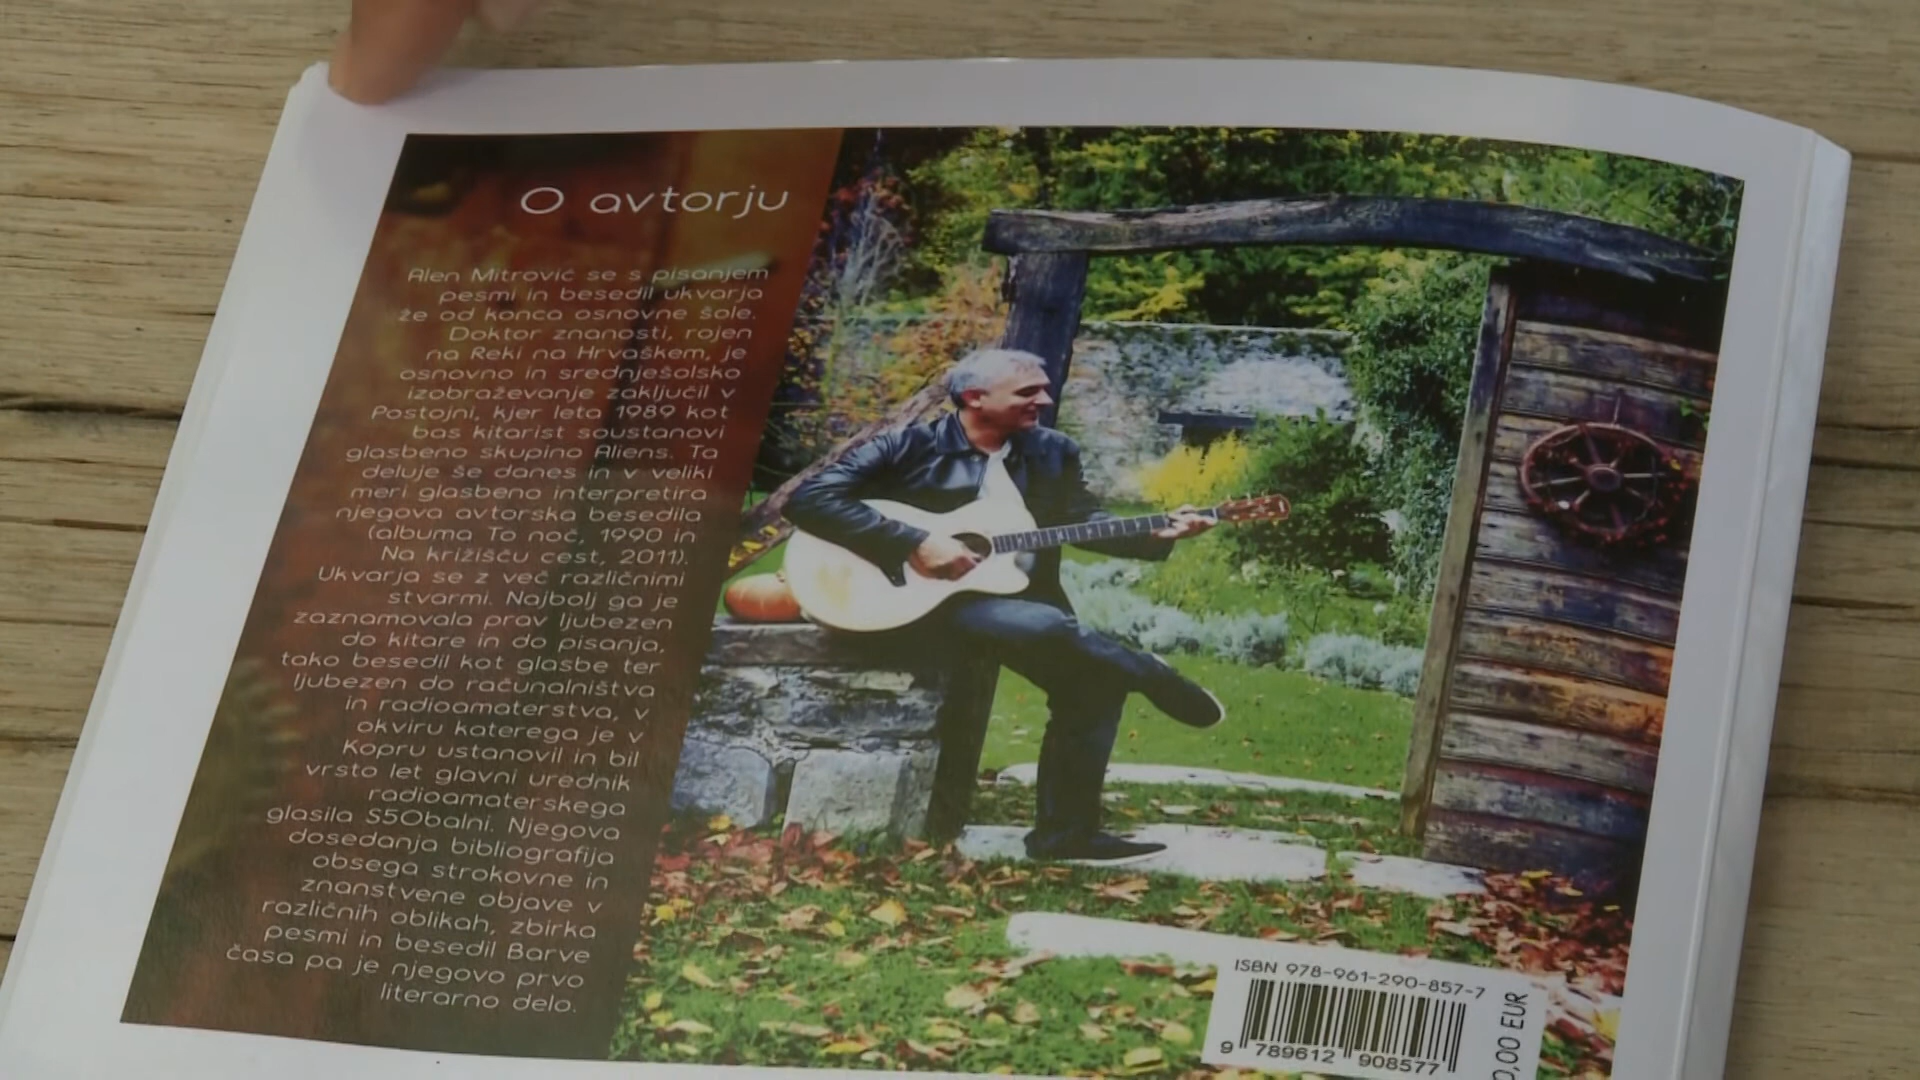 O avtorju
Alen Mitrović se s pisanjem
pesmi in besedil ukvarja
že od konca osnovne šole.
Doktor znanosti, rojen
na Reki na Hrvaškem, je
osnovno in srednješolsko
izobraževanje zaključil v
Postojni, kjer leta 1989 kot
bas kitarist soustanovi
glasbeno skupino Aliens. Ta
deluje še danes in v veliki
meri glasbeno interpretira
njegova avtorska besedila
(albuma To noč, 1990 in
Na križišču cest, 2011).
Ukvarja se z več različnimi
stvarmi. Najbolj ga je
zaznamovala prav ljubezen
do kitare in do pisanja,
tako besedil kot glasbe ter
ljubezen do računalništva
in radioamaterstva, v
okviru katerega je v
Kopru ustanovil in bil
vrsto let glavni urednik
radioamaterskega
glasila S5Obalni. Njegova
dosedanja bibliografija
obsega strokovne in
znanstvene objave v
različnih oblikah, zbirka
pesmi in besedil Barve
časa pa je njegovo prvo
literarno delo.
ISBN 978-961-290-857-7
9 789612 908577
0,00 EUR